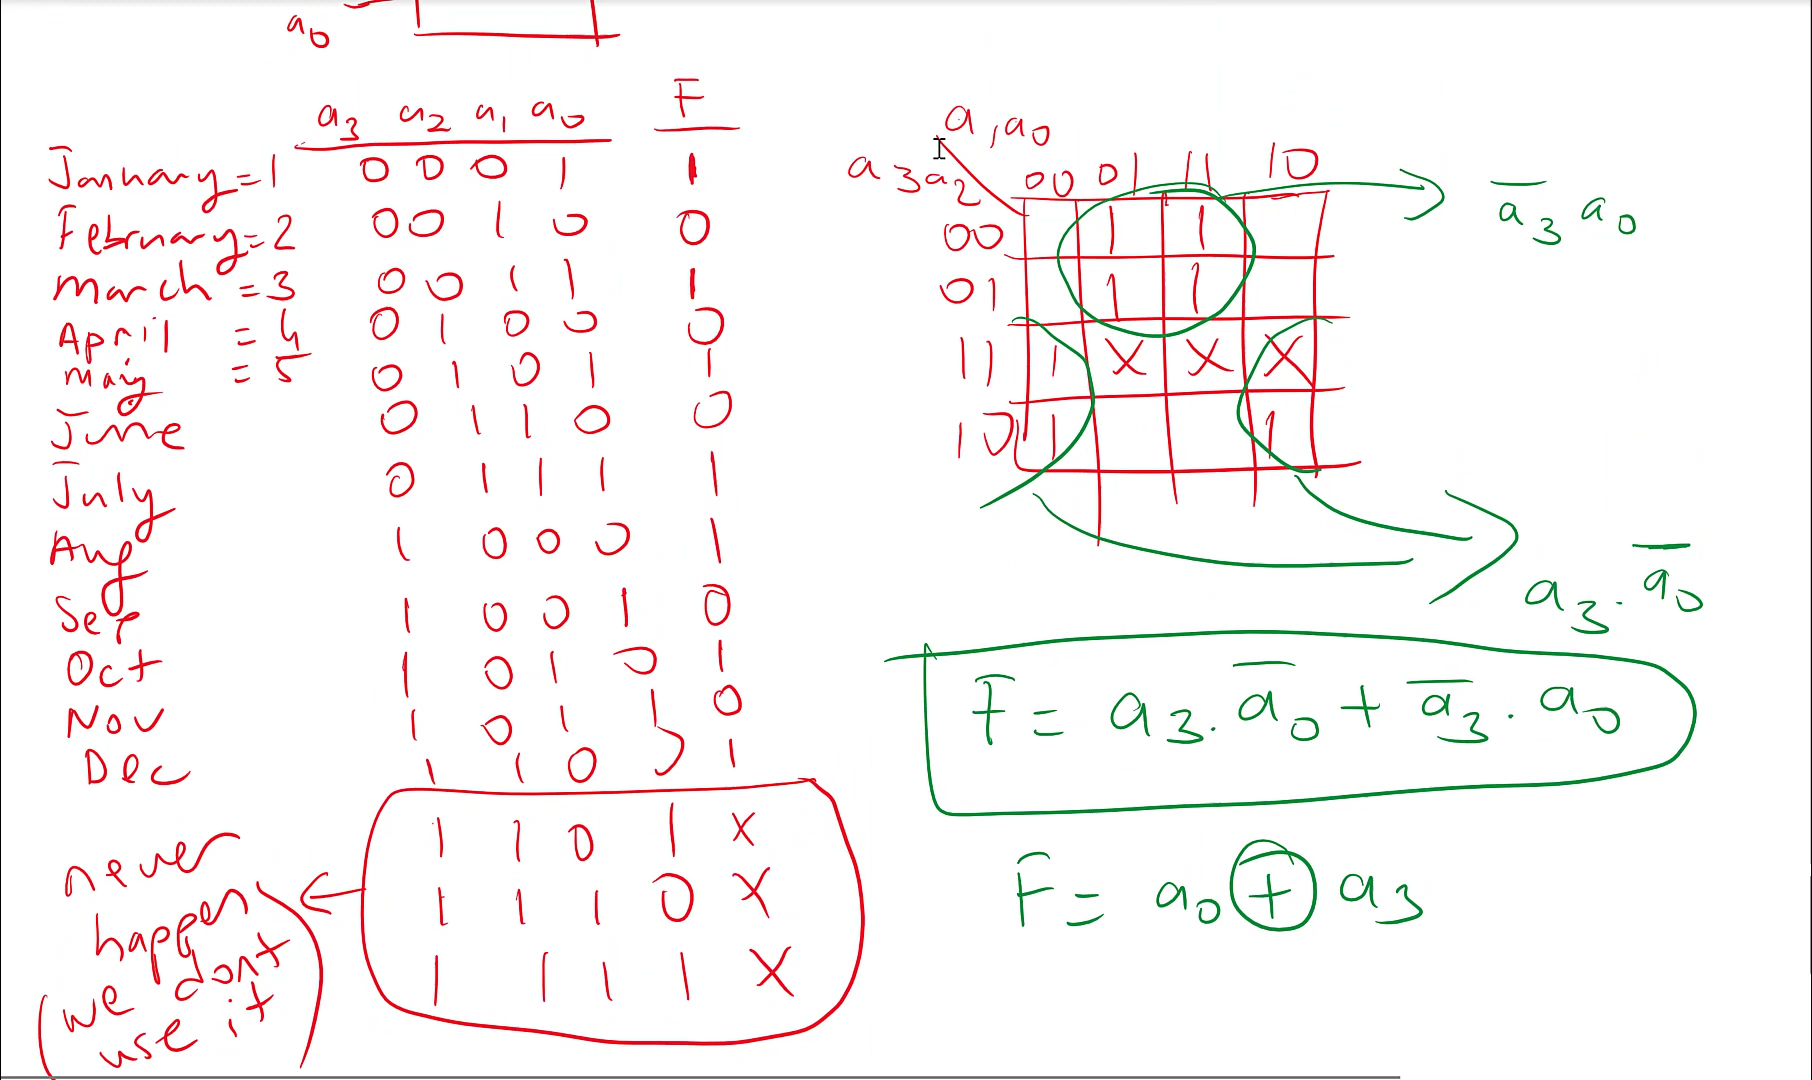 a0
a3 a2 a1 a0 F
January=1 0 0 0 1 1
February=2 0 0 1 0 0
March =3 0 0 1 1 1
April =4 0 1 0 0 0
May =5 0 1 0 1 1
June 0 1 1 0 0
July 0 1 1 1 1
Aug 1 0 0 0 1
Sep 1 0 0 1 0
Oct 1 0 1 0 1
Nov 1 0 1 1 0
Dec 1 1 0 0 1
1 1 0 1 X
1 1 1 0 X
1 1 1 1 X
never
happen
(we dont
use it)
a1a0
a3a2 00 01 11 10
00 1 1
01 1 1
11 1 X X X
10 1 1
a̅3 a0
a3. a̅0
F = a3. a̅0 + a̅3. a0
F = a0 ⊕ a3